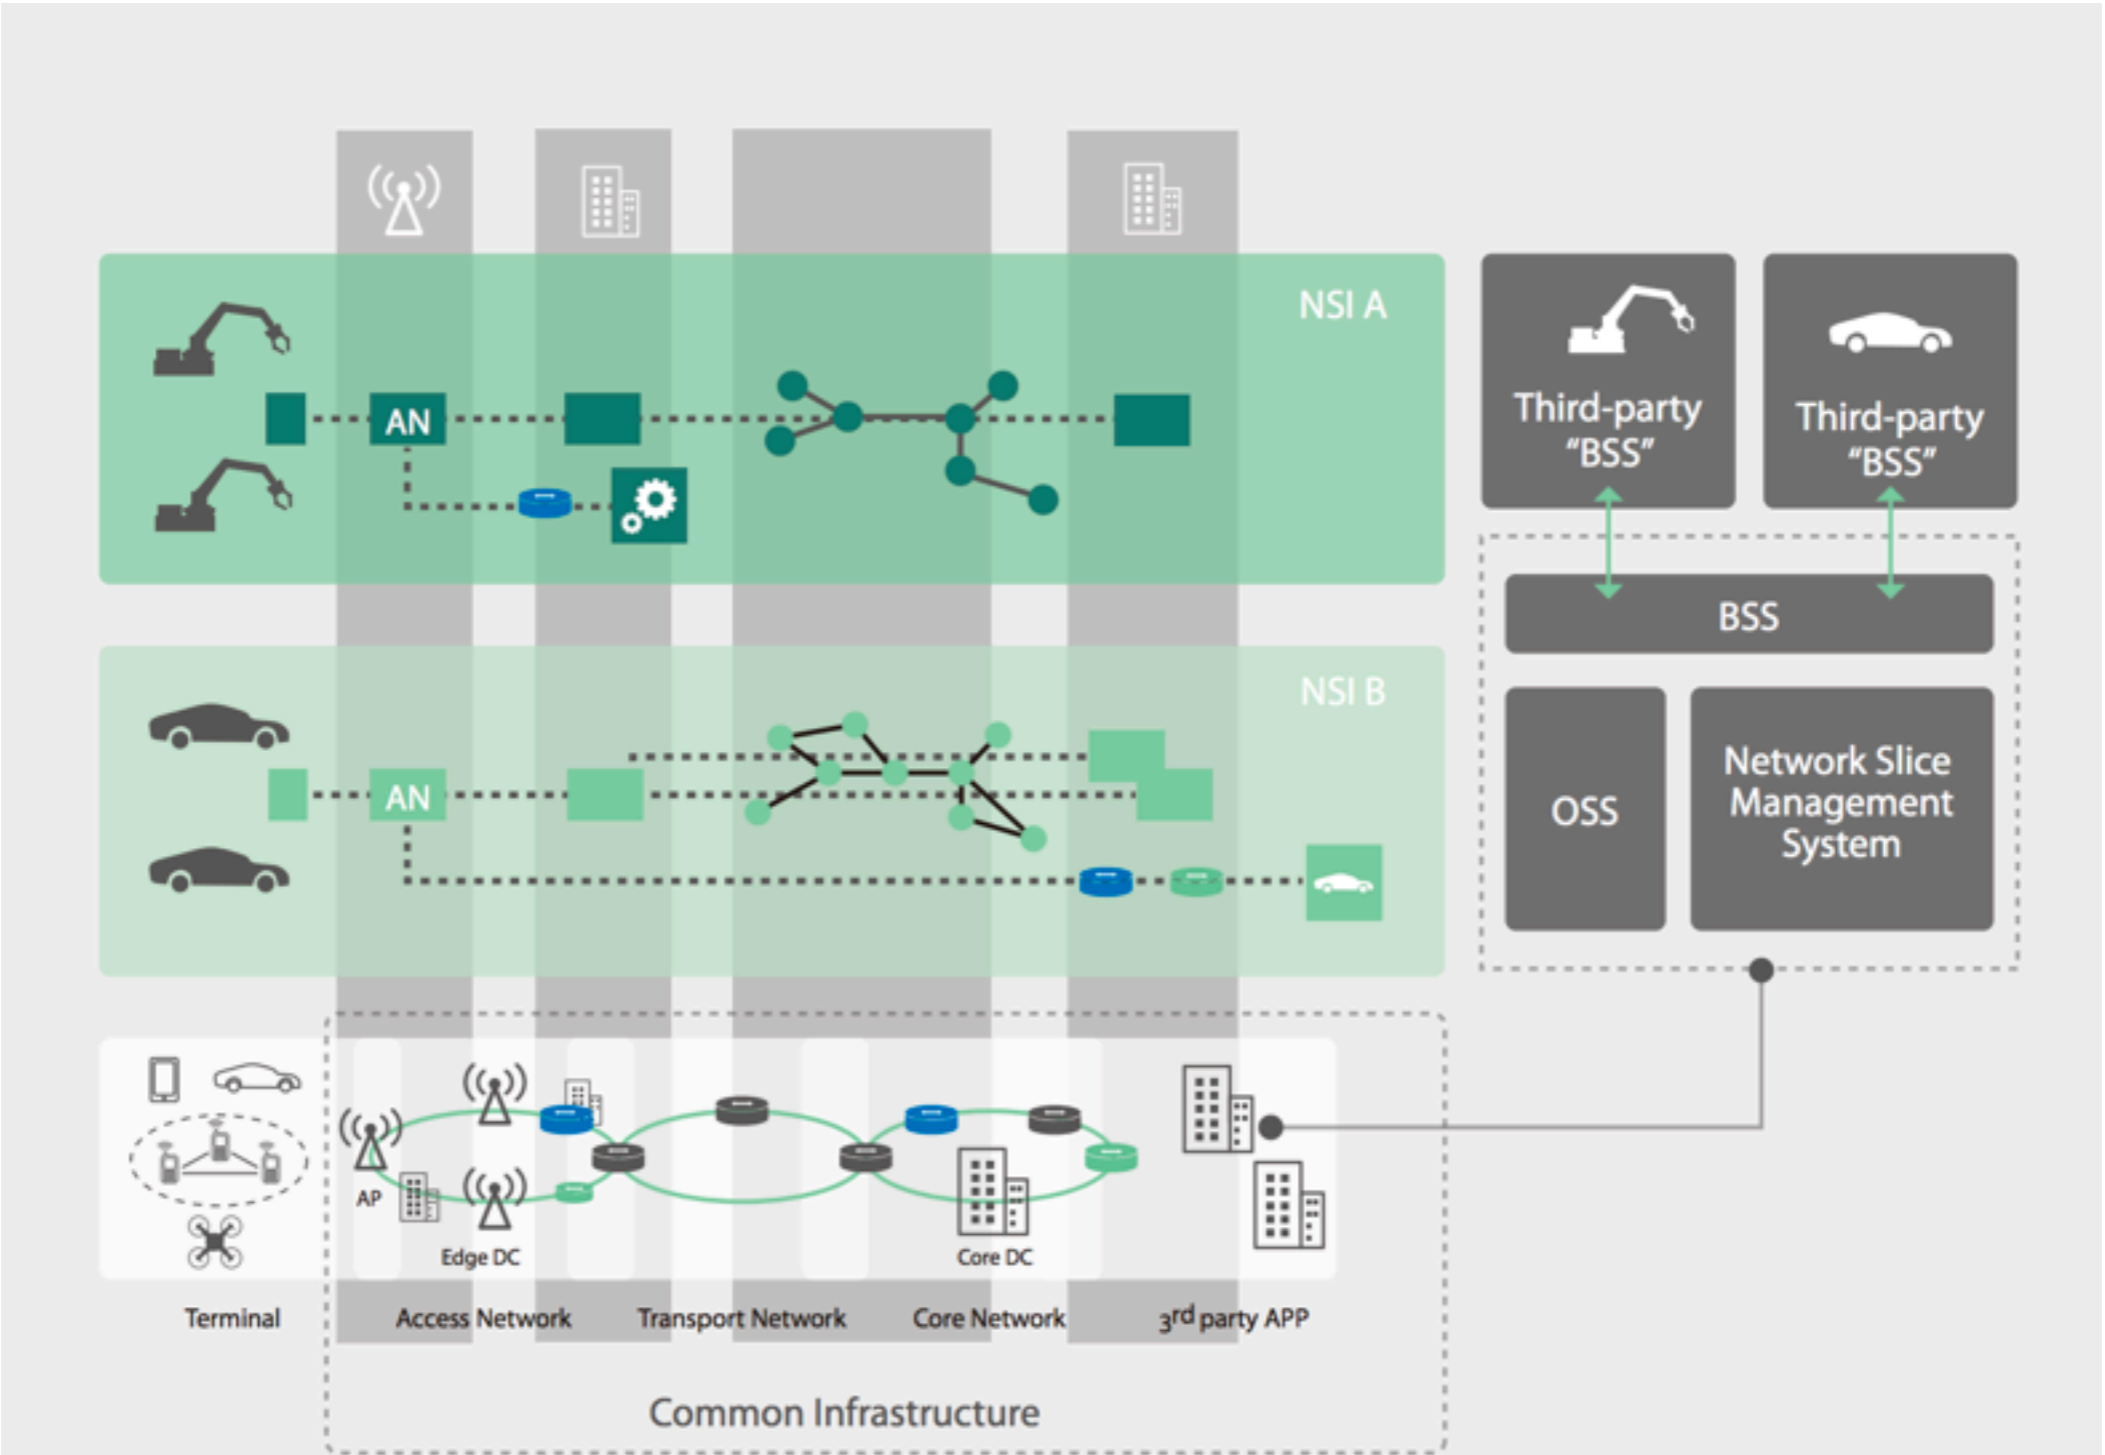 NSI A
AN
NSI B
AN
Third-party
“BSS”
Third-party
“BSS”
BSS
OSS
Network Slice
Management
System
AP
Edge DC
Core DC
Terminal
Access Network
Transport Network
Core Network
3rd party APP
Common Infrastructure